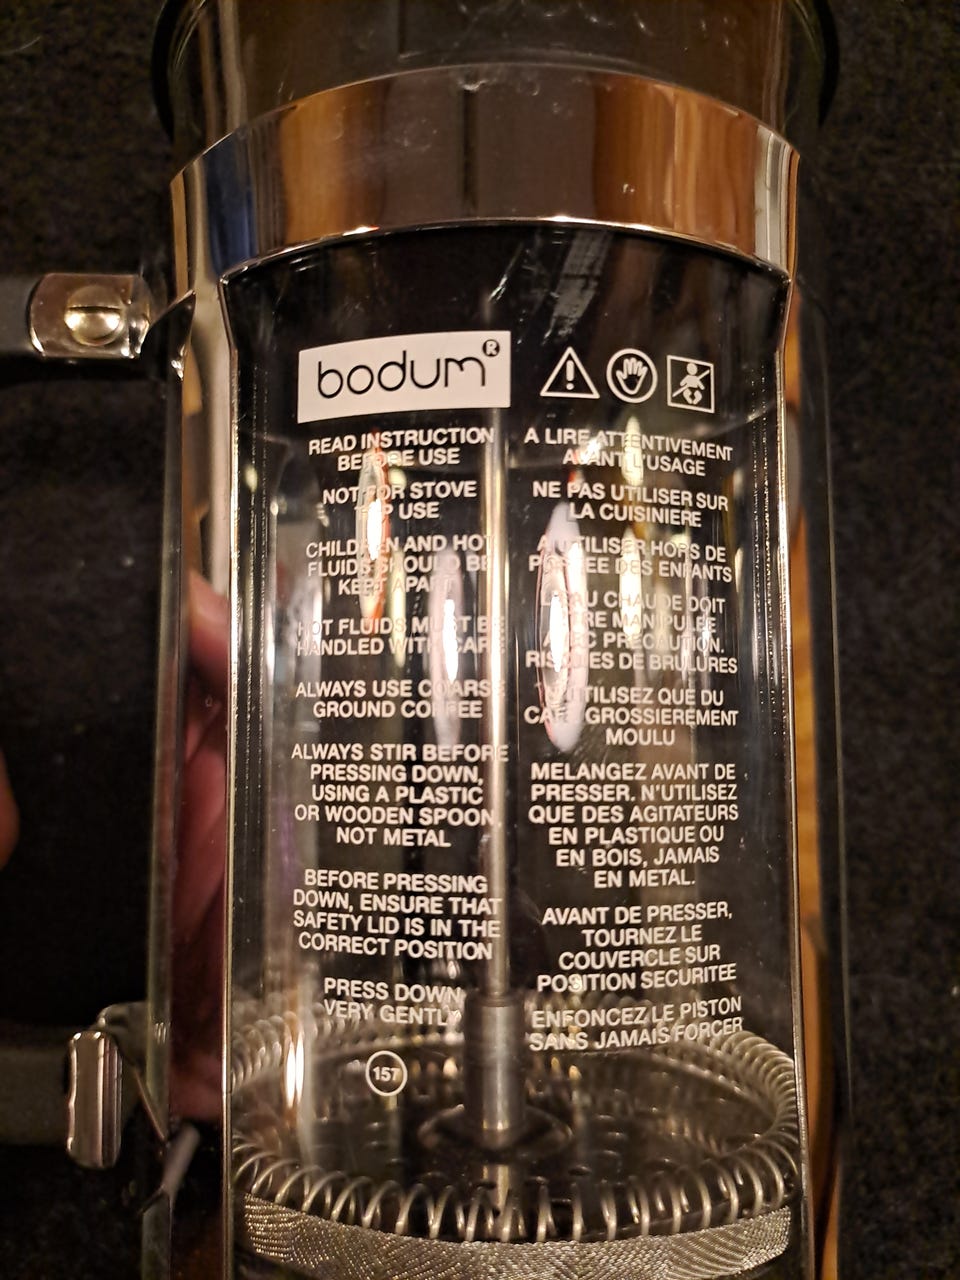 bodum®
READ INSTRUCTION
BEFORE USE
NOT FOR STOVE
TOP USE
CHILDREN AND HOT
FLUIDS SHOULD BE
KEPT APART
HOT FLUIDS MUST BE
HANDLED WITH CARE
ALWAYS USE COARSE
GROUND COFFEE
ALWAYS STIR BEFORE
PRESSING DOWN,
USING A PLASTIC
OR WOODEN SPOON,
NOT METAL
BEFORE PRESSING
DOWN, ENSURE THAT
SAFETY LID IS IN THE
CORRECT POSITION
PRESS DOWN
VERY GENTLY
157
A LIRE ATTENTIVEMENT
AVANT L'USAGE
NE PAS UTILISER SUR
LA CUISINIERE
A UTILISER HORS DE
PORTEE DES ENFANTS
L'EAU CHAUDE DOIT
ETRE MANIPULEE
AVEC PRECAUTION.
RISQUES DE BRULURES
N'UTILISEZ QUE DU
CAFE GROSSIEREMENT
MOULU
MELANGEZ AVANT DE
PRESSER. N'UTILISEZ
QUE DES AGITATEURS
EN PLASTIQUE OU
EN BOIS, JAMAIS
EN METAL.
AVANT DE PRESSER,
TOURNEZ LE
COUVERCLE SUR
POSITION SECURITEE
ENFONCEZ LE PISTON
SANS JAMAIS FORCER